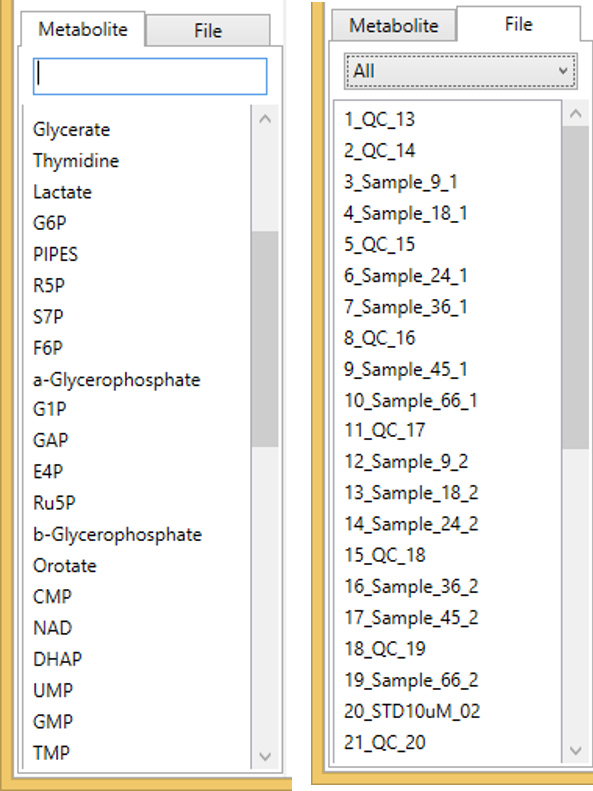 Metabolite
File
Glycerate
Thymidine
Lactate
G6P
PIPES
R5P
S7P
F6P
a-Glycerophosphate
G1P
GAP
E4P
Ru5P
b-Glycerophosphate
Orotate
CMP
NAD
DHAP
UMP
GMP
TMP
Metabolite
File
All
1_QC_13
2_QC_14
3_Sample_9_1
4_Sample_18_1
5_QC_15
6_Sample_24_1
7_Sample_36_1
8_QC_16
9_Sample_45_1
10_Sample_66_1
11_QC_17
12_Sample_9_2
13_Sample_18_2
14_Sample_24_2
15_QC_18
16_Sample_36_2
17_Sample_45_2
18_QC_19
19_Sample_66_2
20_STD10uM_02
21_QC_20